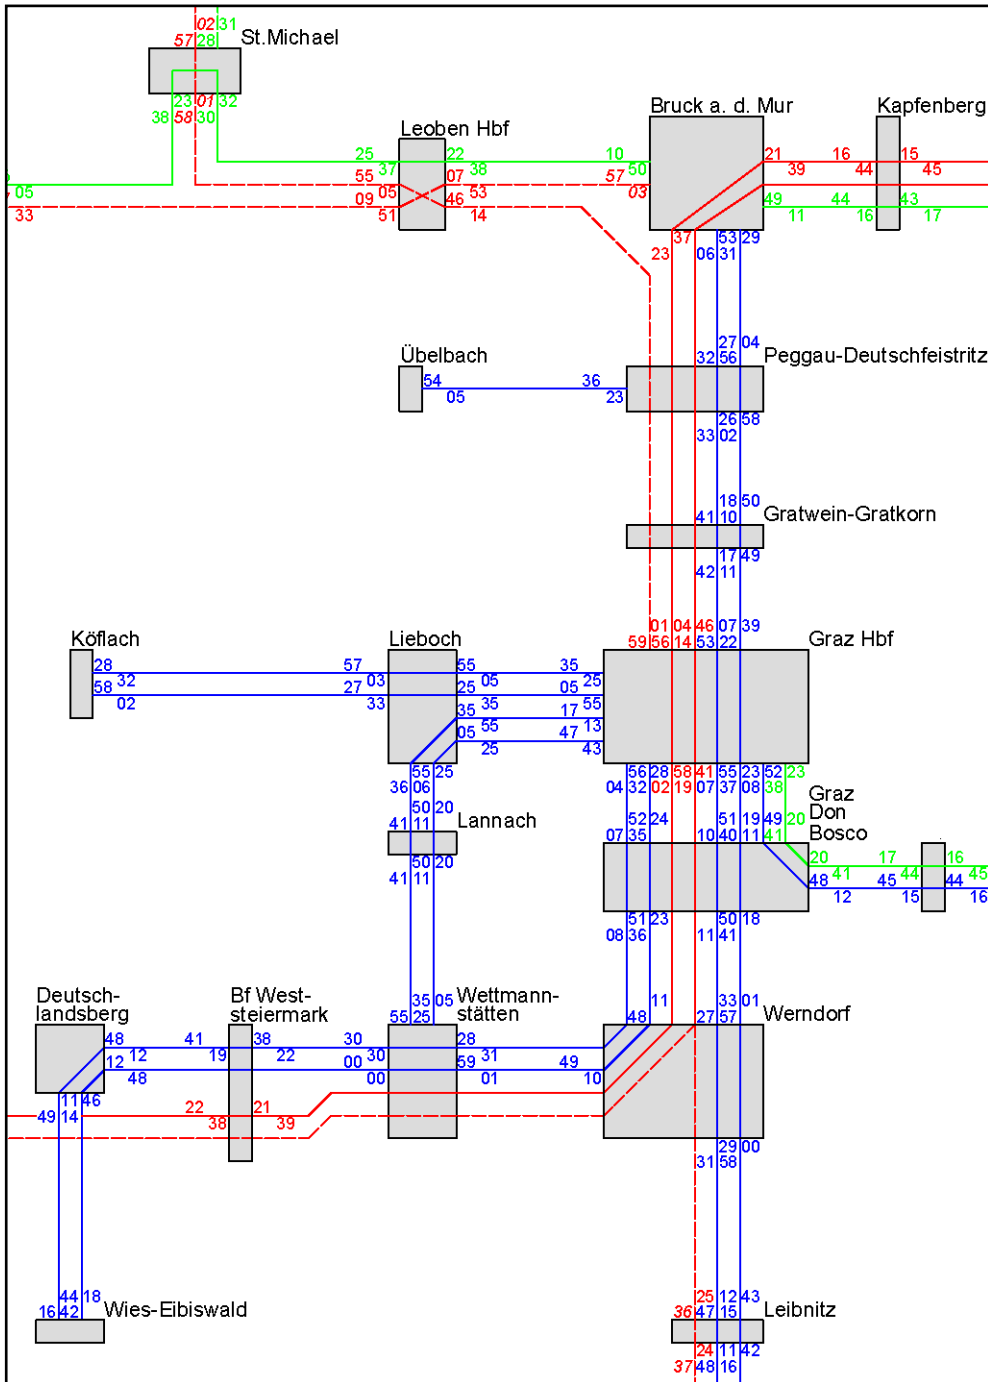 02 31
57 28
St.Michael
23 01 32
38 58 30
Leoben Hbf
Bruck a. d. Mur
Kapfenberg
25 22 10 21 16 15
37 38 50 39 44 45
55 07 57
05 05 53 03
09 46 49 44 43
33 51 14 11 16 17
37 53 29
23 06 31
27 04
32 56
Übelbach
Peggau-Deutschfeistritz
54 36
05 23
26 58
33 02
18 50
41 10
Gratwein-Gratkorn
17 49
42 11
01 04 46 07 39
59 56 14 53 22
Köflach
Lieboch
Graz Hbf
28 57 55 35
32 03 05 25
58 27 25 05
02 33 35 55
35 17
55 13
05 47
25 43
55 25
36 06
56 28 58 41 55 23 52 23
04 32 02 19 07 37 08 38
Graz
Don
Bosco
50 20
41 11
Lannach
52 24 51 19 49 20
07 35 10 40 11 41
50 20
41 11
20 17 16
41 44 45
48 45 44
12 15 16
51 23 50 18
08 36 11 41
Deutsch-
landsberg
Bf West-
steiermark
35 05
55 25
Wettmann-
stätten
11 33 01
48 27 57
Werndorf
48 41 38 30 28
12 19 22 30 31
12 00 59 49
48 00 01 10
11 46
49 14
22 21
38 39
29 00
31 58
44 18
16 42
Wies-Eibiswald
25 12 43
36 47 15
Leibnitz
24 11 42
37 48 16